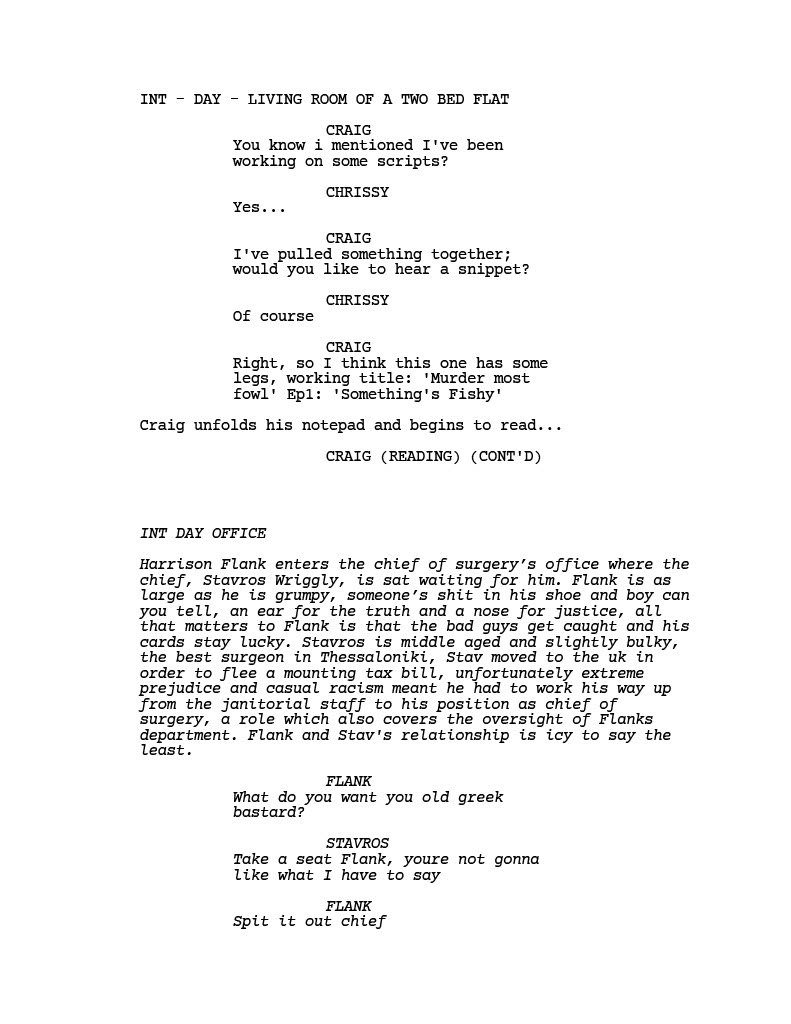 INT – DAY – LIVING ROOM OF A TWO BED FLAT
CRAIG
You know i mentioned I've been
working on some scripts?
CHRISSY
Yes...
CRAIG
I've pulled something together;
would you like to hear a snippet?
CHRISSY
Of course
CRAIG
Right, so I think this one has some
legs, working title: 'Murder most
fowl' Ep1: 'Something's Fishy'
Craig unfolds his notepad and begins to read...
CRAIG (READING) (CONT'D)
INT DAY OFFICE
Harrison Flank enters the chief of surgery’s office where the
chief, Stavros Wriggly, is sat waiting for him. Flank is as
large as he is grumpy, someone’s shit in his shoe and boy can
you tell, an ear for the truth and a nose for justice, all
that matters to Flank is that the bad guys get caught and his
cards stay lucky. Stavros is middle aged and slightly bulky,
the best surgeon in Thessaloniki, Stav moved to the uk in
order to flee a mounting tax bill, unfortunately extreme
prejudice and casual racism meant he had to work his way up
from the janitorial staff to his position as chief of
surgery, a role which also covers the oversight of Flanks
department. Flank and Stav's relationship is icy to say the
least.
FLANK
What do you want you old greek
bastard?
STAVROS
Take a seat Flank, youre not gonna
like what I have to say
FLANK
Spit it out chief